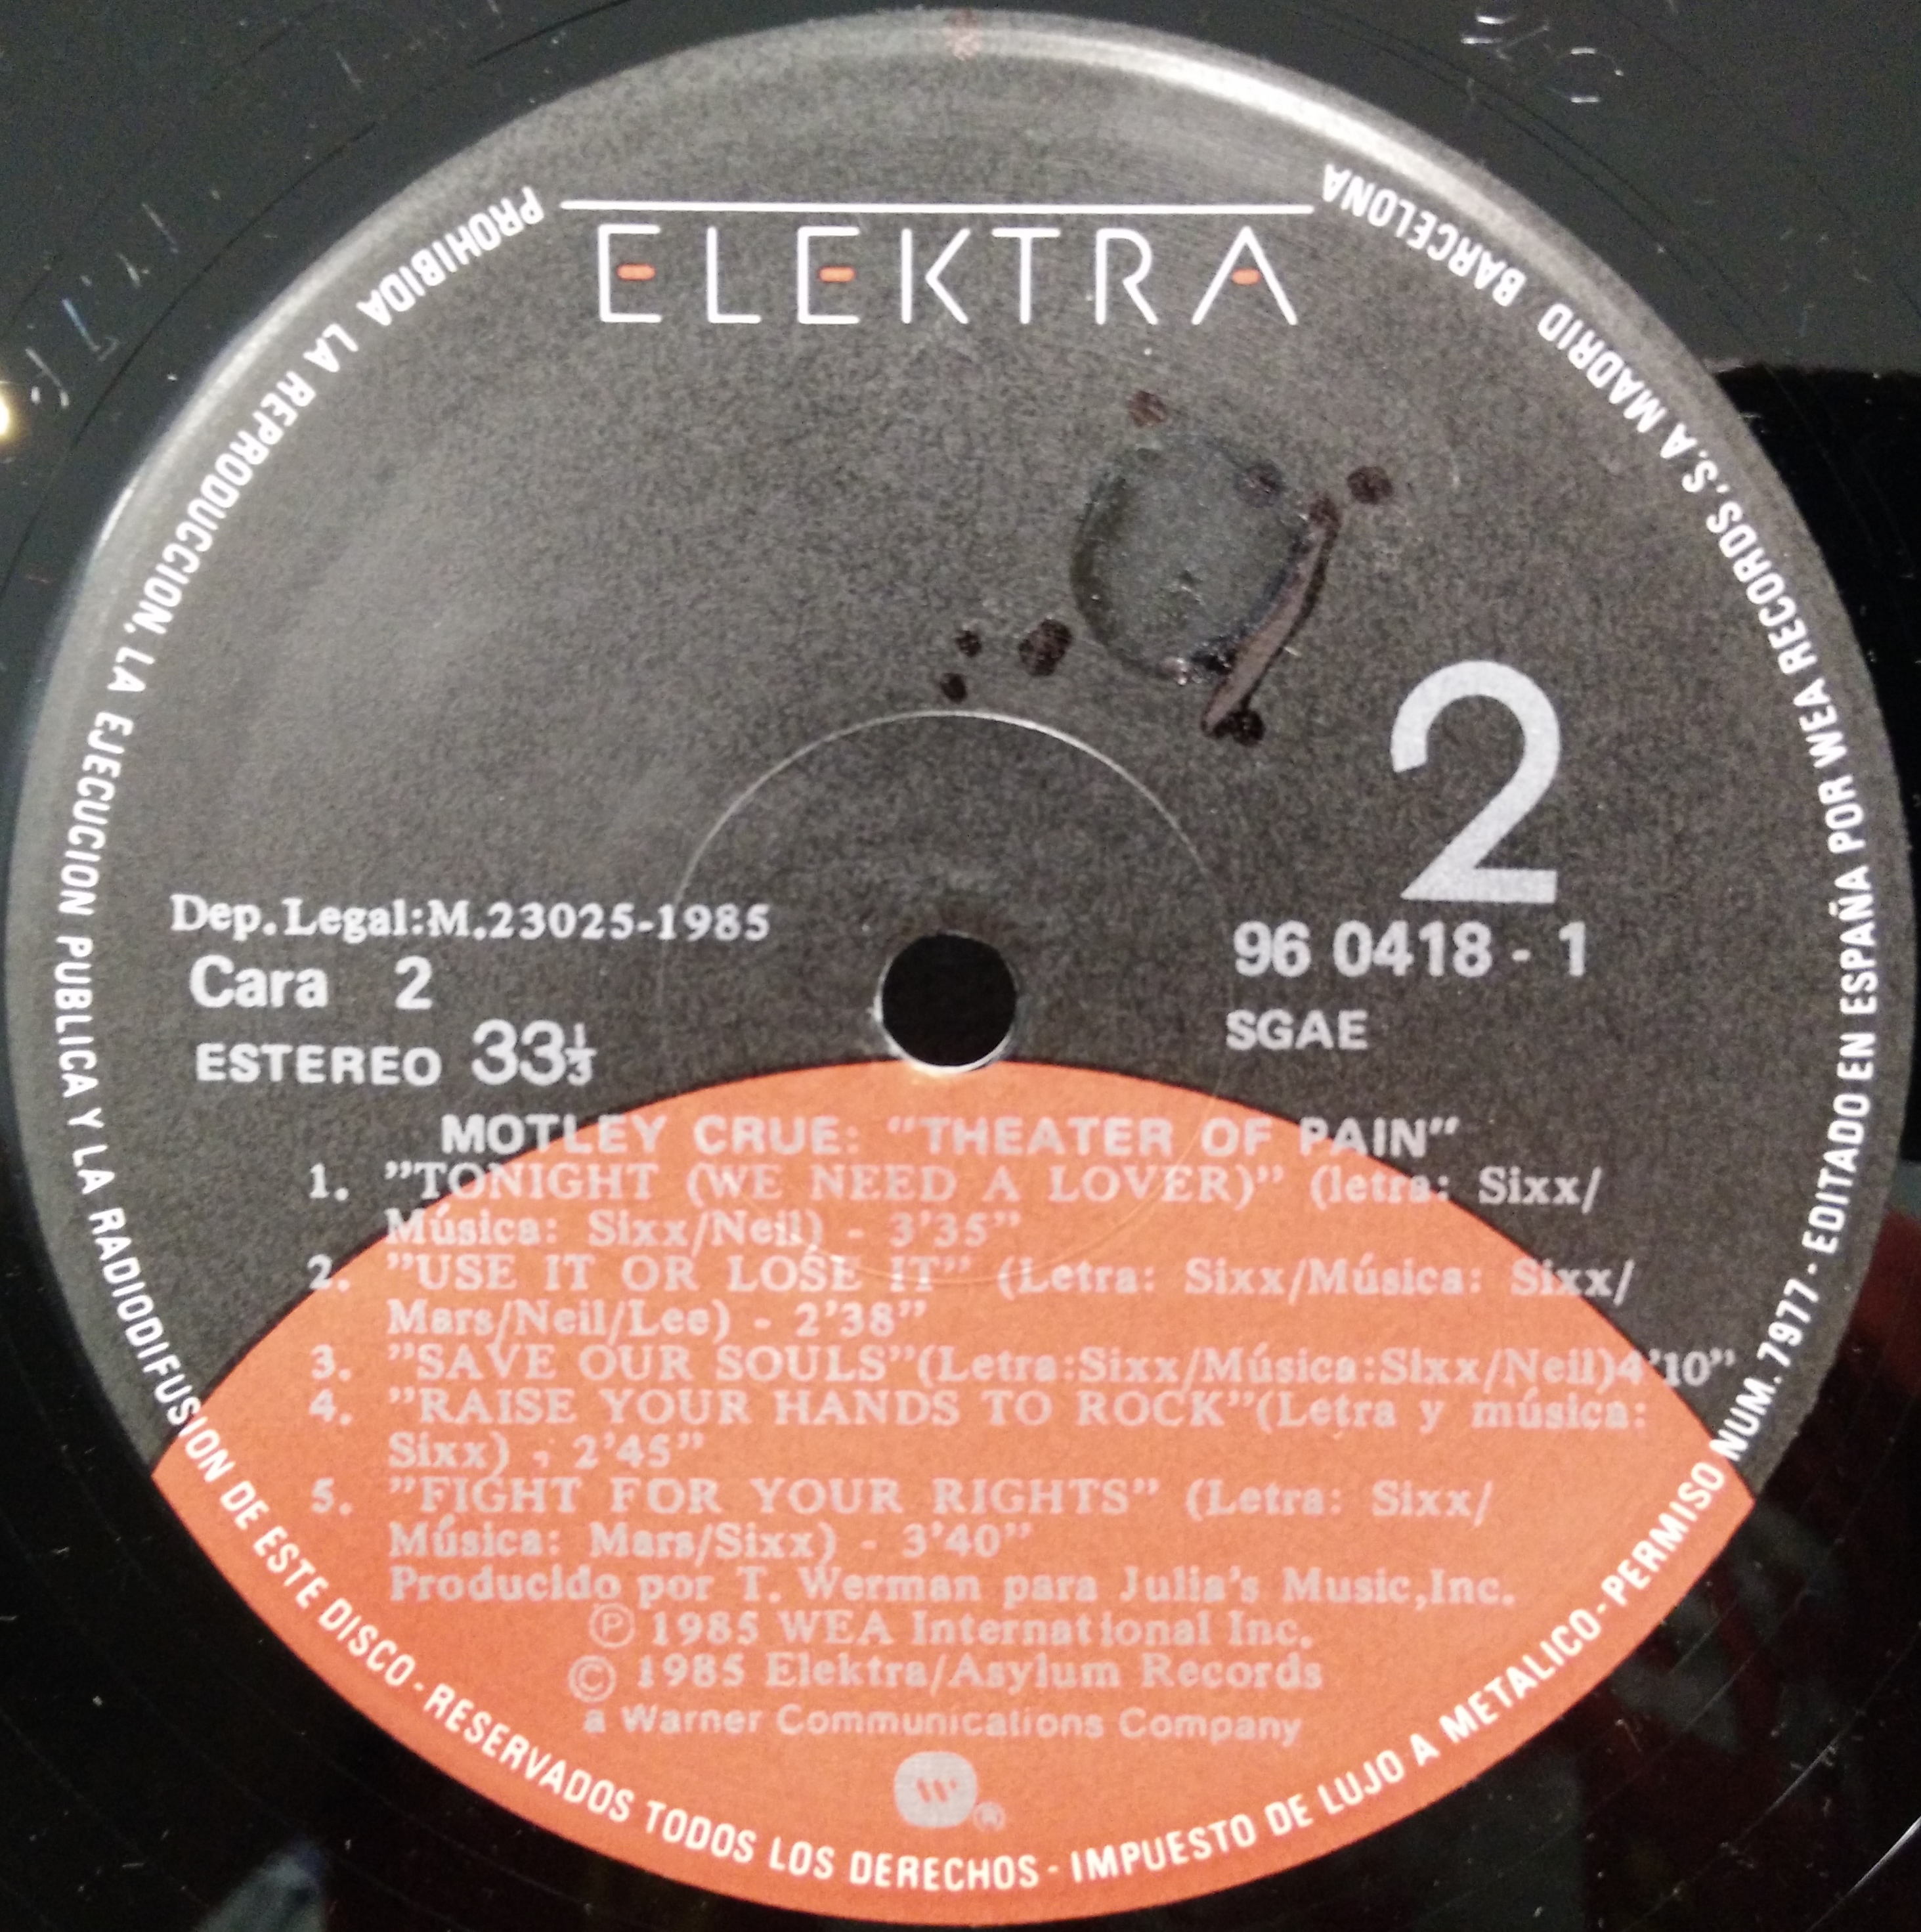 ELEKTRA
2
Dep.Legal:M.23025-1985
96 0418 - 1
Cara 2
SGAE
ESTEREO 33⅓
MOTLEY CRUE: "THEATER OF PAIN"
1. "TONIGHT (WE NEED A LOVER)" (letra: Sixx/
Música: Sixx/Neil) - 3'35"
2. "USE IT OR LOSE IT" (Letra: Sixx/Música: Sixx/
Mars/Neil/Lee) - 2'38"
3. "SAVE OUR SOULS"(Letra:Sixx/Música:Sixx/Neil)4'10"
4. "RAISE YOUR HANDS TO ROCK"(Letra y música:
Sixx) - 2'45"
5. "FIGHT FOR YOUR RIGHTS" (Letra: Sixx/
Música: Mars/Sixx) - 3'40"
Producido por T. Werman para Julia's Music,Inc.
Ⓟ 1985 WEA International Inc.
© 1985 Elektra/Asylum Records
a Warner Communications Company
W ®
PROHIBIDA LA REPRODUCCION, LA EJECUCION PUBLICA Y LA RADIODIFUSION DE ESTE DISCO - RESERVADOS TODOS LOS DERECHOS - IMPUESTO DE LUJO A METALICO - PERMISO NUM. 7977 - EDITADO EN ESPAÑA POR WEA RECORDS, S.A MADRID BARCELONA